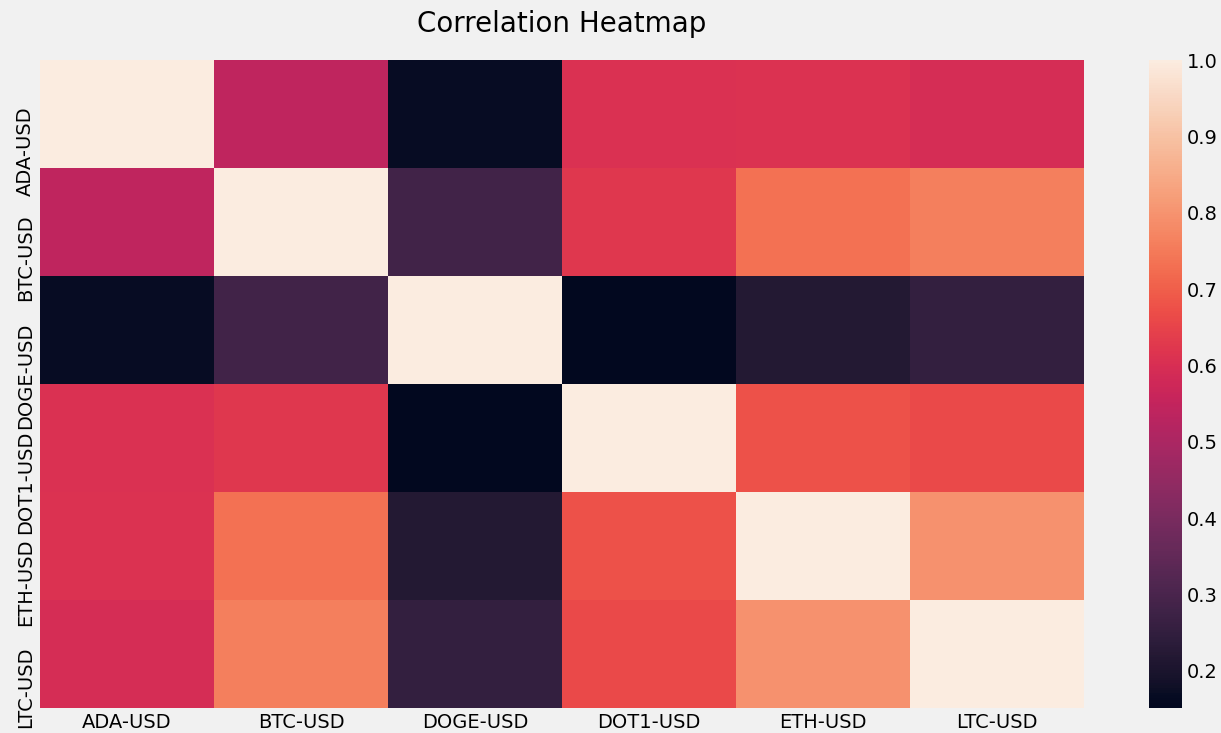 Correlation Heatmap
ADA-USD
BTC-USD
DOGE-USD
DOT1-USD
ETH-USD
LTC-USD
ADA-USD
BTC-USD
DOGE-USD
DOT1-USD
ETH-USD
LTC-USD
1.0
0.9
0.8
0.7
0.6
0.5
0.4
0.3
0.2